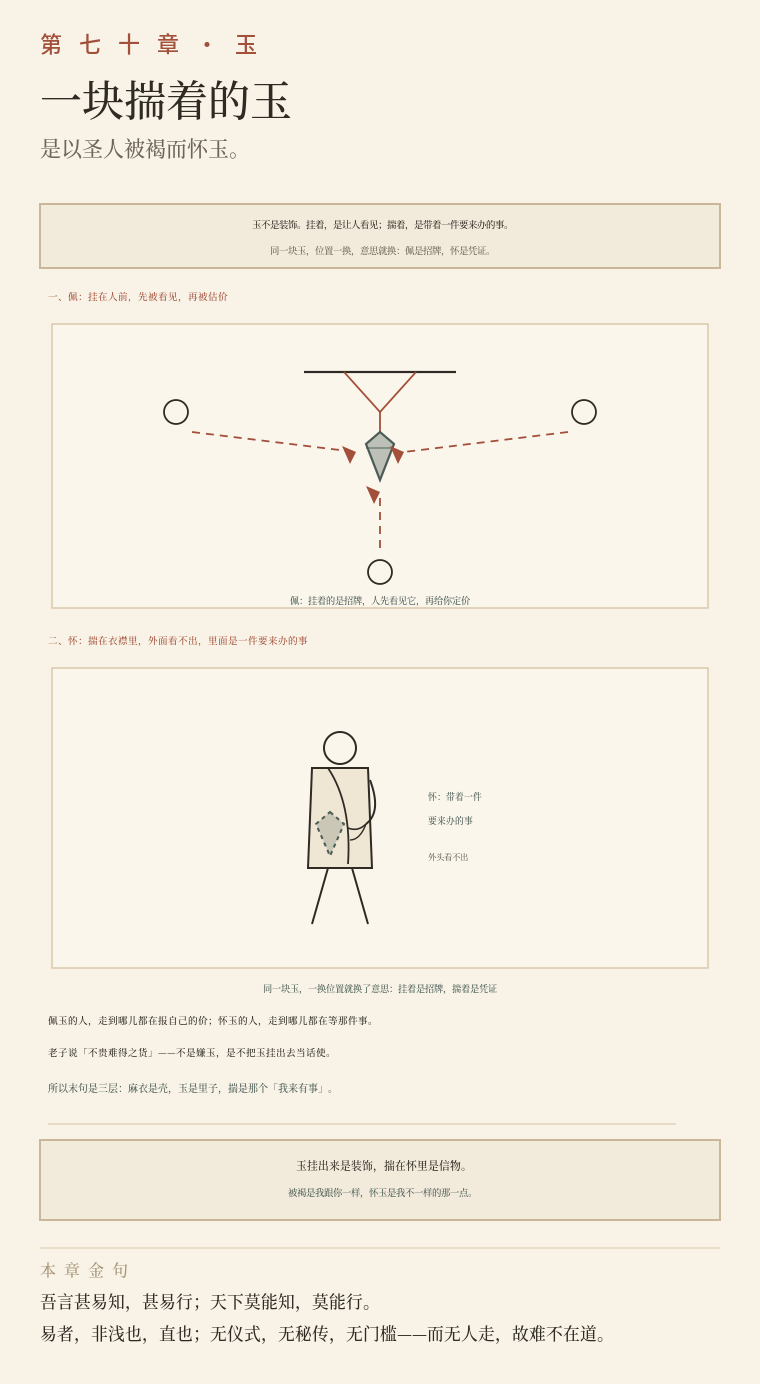 第七十章·玉
一块揣着的玉
是以圣人被褐而怀玉。
玉不是装饰。挂着，是让人看见；揣着，是带着一件要来办的事。
同一块玉，位置一换，意思就换：佩是招牌，怀是凭证。
一、佩：挂在人前，先被看见，再被估价
佩：挂着的是招牌，人先看见它，再给你定价
二、怀：揣在衣襟里，外面看不出，里面是一件要来办的事
怀：带着一件
要来办的事
外头看不出
同一块玉，一换位置就换了意思：挂着是招牌，揣着是凭证
佩玉的人，走到哪儿都在报自己的价；怀玉的人，走到哪儿都在等那件事。
老子说「不贵难得之货」——不是嫌玉，是不把玉挂出去当话使。
所以末句是三层：麻衣是壳，玉是里子，揣是那个「我来有事」。
玉挂出来是装饰，揣在怀里是信物。
被褐是我跟你一样，怀玉是我不一样的那一点。
本章金句
吾言甚易知，甚易行；天下莫能知，莫能行。
易者，非浅也，直也；无仪式，无秘传，无门槛——而无人走，故难不在道。